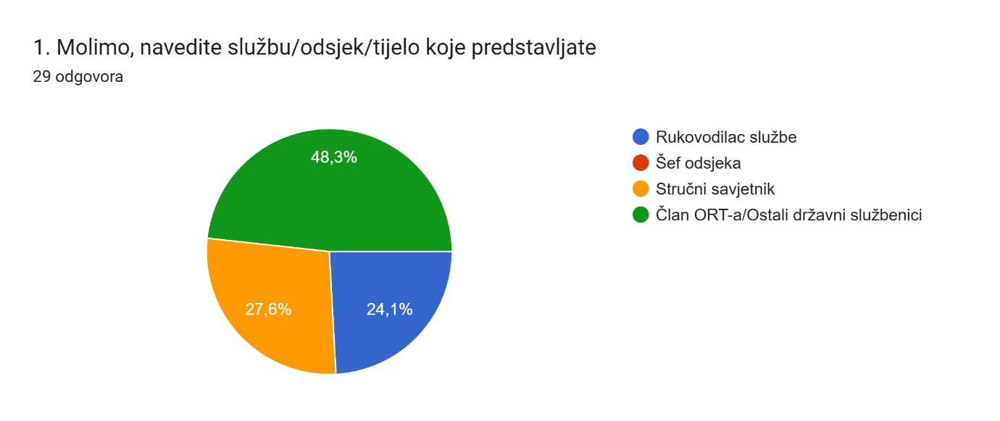 1. Molimo, navedite službu/odsjek/tijelo koje predstavljate
29 odgovora
48,3%
27,6%
24,1%
Rukovodilac službe
Šef odsjeka
Stručni savjetnik
Član ORT-a/Ostali državni službenici